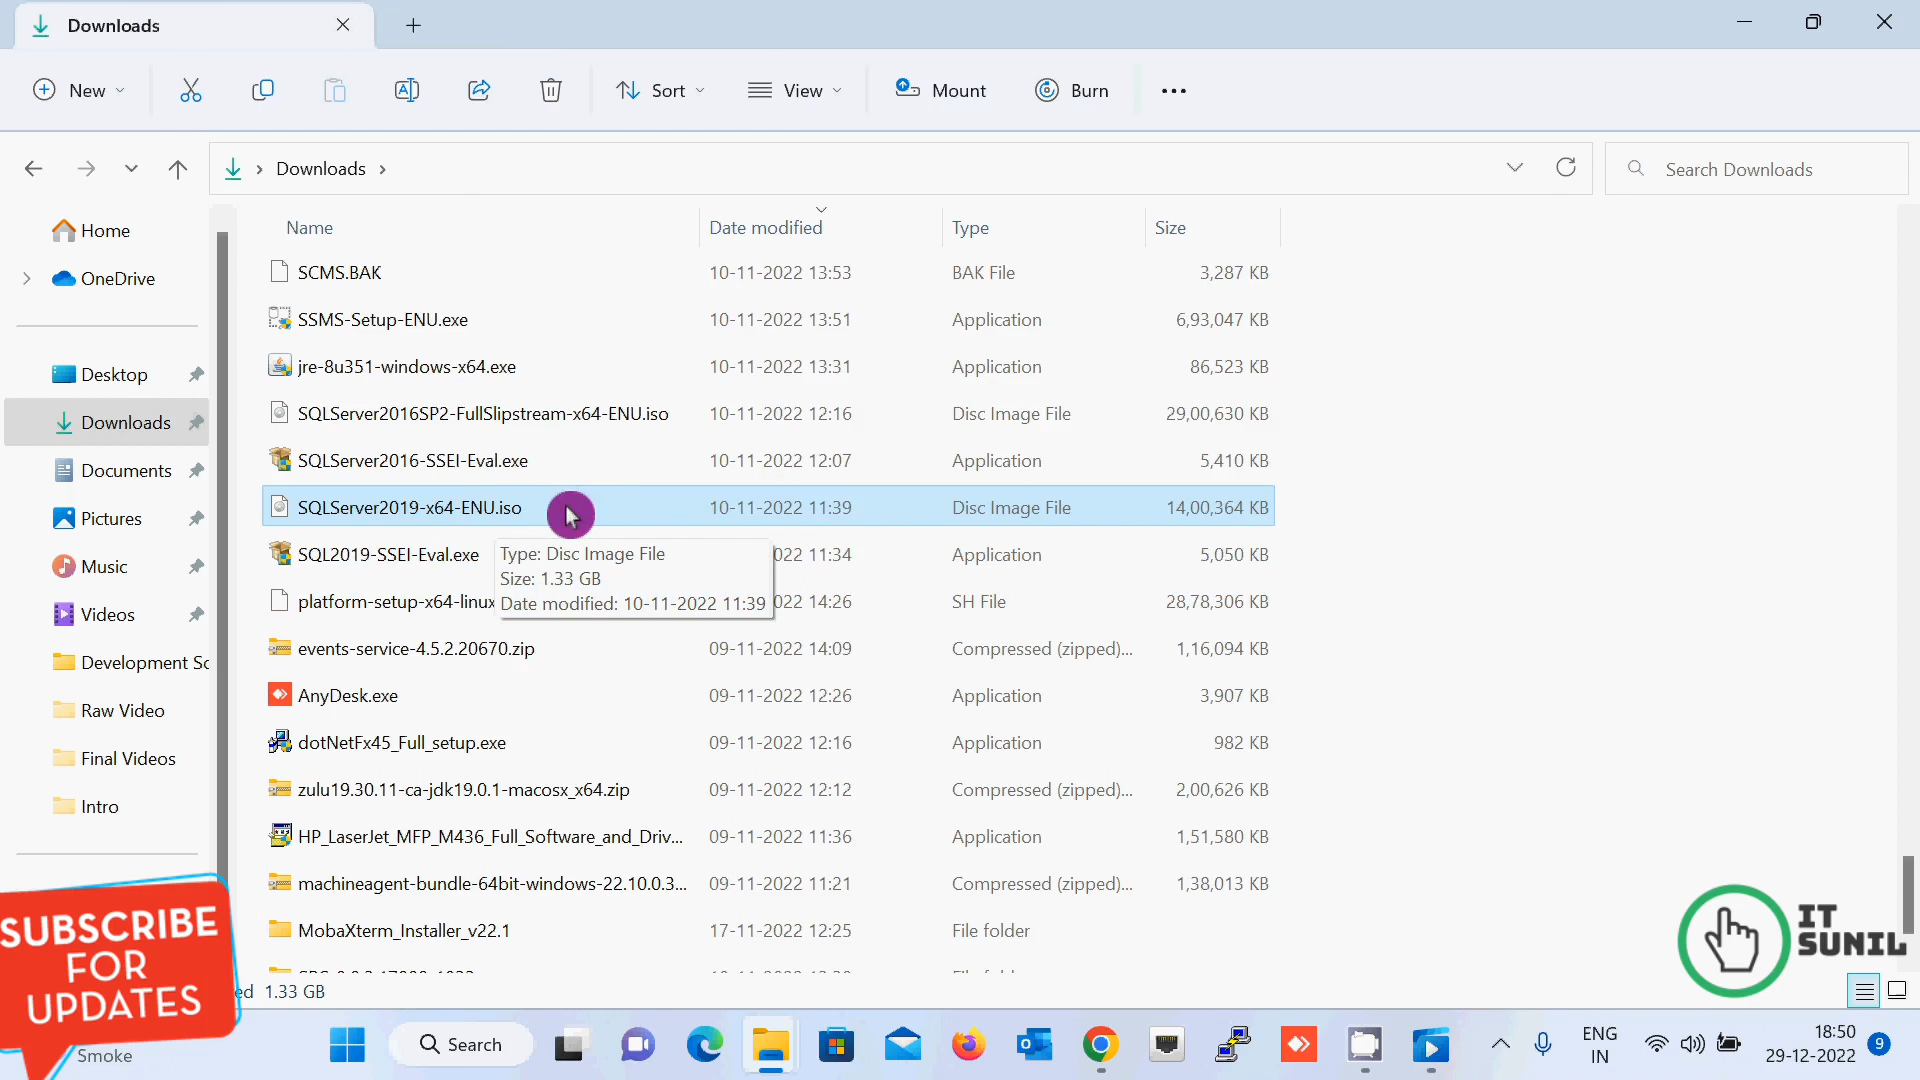 Downloads
New
Sort
View
Mount
Burn
Downloads
Search Downloads
Home
OneDrive
Desktop
Downloads
Documents
Pictures
Music
Videos
Development Sc
Raw Video
Final Videos
Intro
Name Date modified Type Size
SCMS.BAK 10-11-2022 13:53 BAK File 3,287 KB
SSMS-Setup-ENU.exe 10-11-2022 13:51 Application 6,93,047 KB
jre-8u351-windows-x64.exe 10-11-2022 13:31 Application 86,523 KB
SQLServer2016SP2-FullSlipstream-x64-ENU.iso 10-11-2022 12:16 Disc Image File 29,00,630 KB
SQLServer2016-SSEI-Eval.exe 10-11-2022 12:07 Application 5,410 KB
SQLServer2019-x64-ENU.iso 10-11-2022 11:39 Disc Image File 14,00,364 KB
SQL2019-SSEI-Eval.exe 022 11:34 Application 5,050 KB
platform-setup-x64-linux 022 14:26 SH File 28,78,306 KB
events-service-4.5.2.20670.zip 09-11-2022 14:09 Compressed (zipped)... 1,16,094 KB
AnyDesk.exe 09-11-2022 12:26 Application 3,907 KB
dotNetFx45_Full_setup.exe 09-11-2022 12:16 Application 982 KB
zulu19.30.11-ca-jdk19.0.1-macosx_x64.zip 09-11-2022 12:12 Compressed (zipped)... 2,00,626 KB
HP_LaserJet_MFP_M436_Full_Software_and_Driv... 09-11-2022 11:36 Application 1,51,580 KB
machineagent-bundle-64bit-windows-22.10.0.3... 09-11-2022 11:21 Compressed (zipped)... 1,38,013 KB
MobaXterm_Installer_v22.1 17-11-2022 12:25 File folder
Type: Disc Image File
Size: 1.33 GB
Date modified: 10-11-2022 11:39
ed 1.33 GB
SUBSCRIBE
FOR
UPDATES
IT
SUNIL
Smoke
Search
ENG
IN
18:50
29-12-2022
9